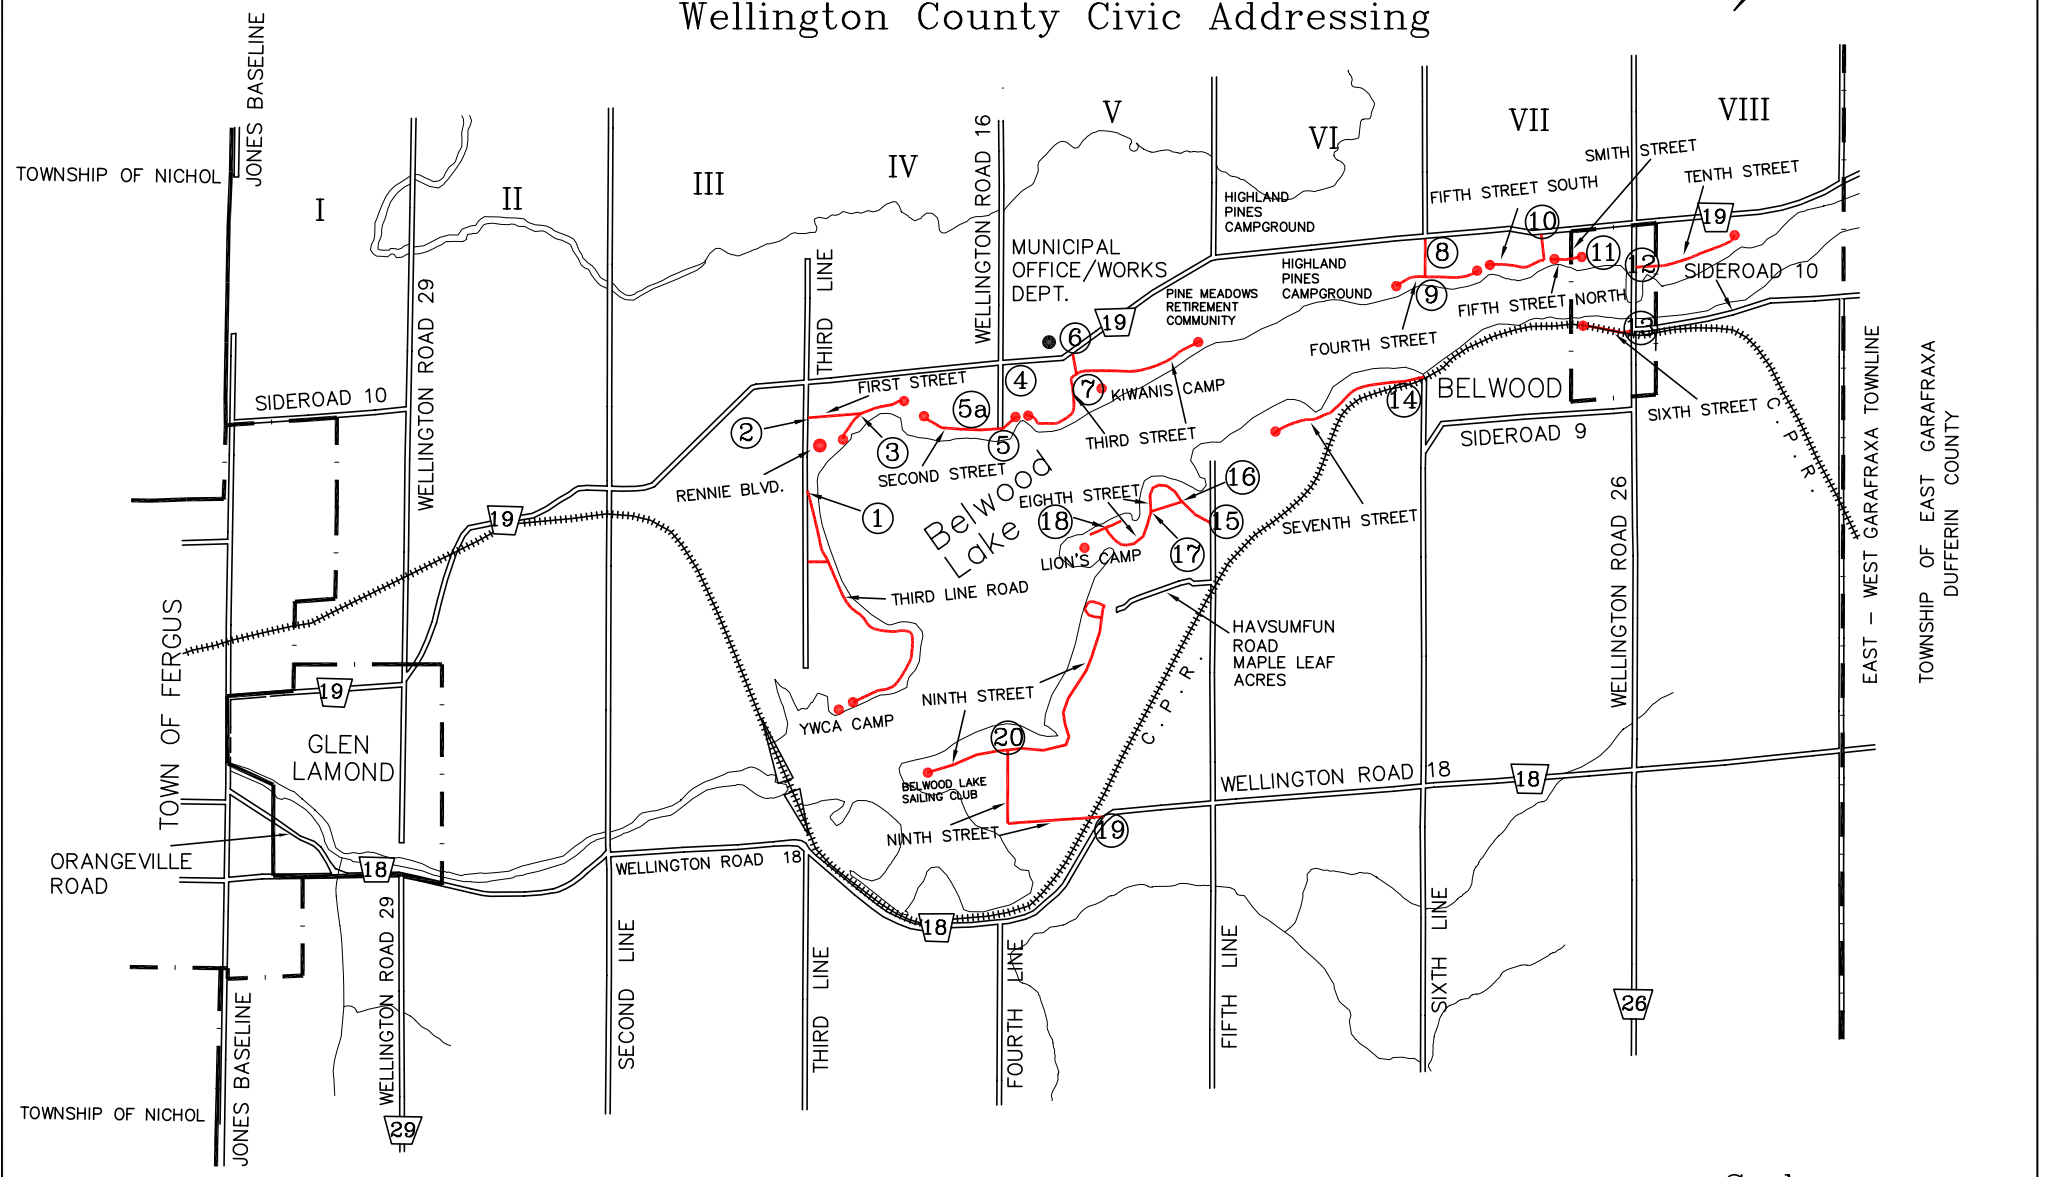 Wellington County Civic Addressing
JONES BASELINE
TOWNSHIP OF NICHOL
I
II
III
IV
V
VI
VII
VIII
WELLINGTON ROAD 16
SMITH STREET
TENTH STREET
FIFTH STREET SOUTH
HIGHLAND
PINES
CAMPGROUND
10
19
8
11
12
SIDEROAD 10
MUNICIPAL
OFFICE/WORKS
DEPT.
HIGHLAND
PINES
CAMPGROUND
PINE MEADOWS
RETIREMENT
COMMUNITY
9
FIFTH STREET NORTH
THIRD LINE
WELLINGTON ROAD 29
6
19
13
FOURTH STREET
SIDEROAD 10
FIRST STREET
4
7
KIWANIS CAMP
14
BELWOOD
SIXTH STREET
C.P.R.
EAST - WEST GARAFRAXA TOWNLINE
TOWNSHIP OF EAST GARAFRAXA
DUFFERIN COUNTY
2
5a
5
3
THIRD STREET
SIDEROAD 9
SECOND STREET
RENNIE BLVD.
Belwood
Lake
EIGHTH STREET
16
1
18
15
17
SEVENTH STREET
WELLINGTON ROAD 26
19
LION'S CAMP
THIRD LINE ROAD
HAVSUMFUN
ROAD
MAPLE LEAF
ACRES
TOWN OF FERGUS
19
NINTH STREET
C.P.R.
YWCA CAMP
20
GLEN
LAMOND
BELWOOD LAKE
SAILING CLUB
WELLINGTON ROAD 18
18
NINTH STREET
19
ORANGEVILLE
ROAD
18
WELLINGTON ROAD 18
18
WELLINGTON ROAD 29
SECOND LINE
THIRD LINE
FOURTH LINE
FIFTH LINE
SIXTH LINE
26
JONES BASELINE
TOWNSHIP OF NICHOL
29